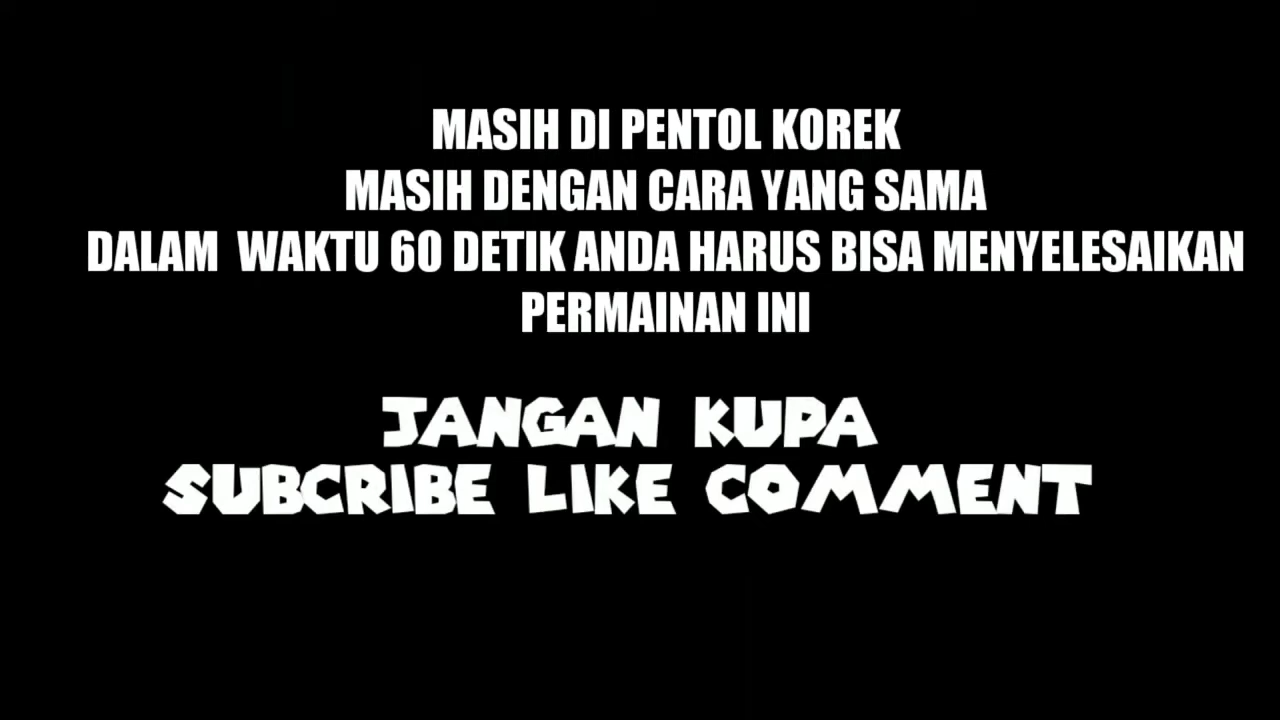 MASIH DI PENTOL KOREK
MASIH DENGAN CARA YANG SAMA
DALAM WAKTU 60 DETIK ANDA HARUS BISA MENYELESAIKAN
PERMAINAN INI
JANGAN KUPA
SUBCRIBE LIKE COMMENT